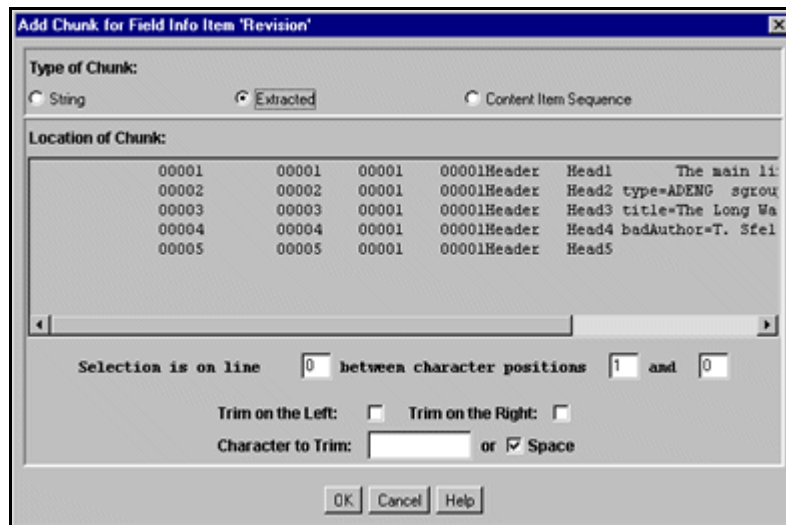 Add Chunk for Field Info Item 'Revision'
Type of Chunk:
String Extracted Content Item Sequence
Location of Chunk:
00001 00001 00001 00001Header Head1 The main li
00002 00002 00001 00001Header Head2 type=ADENG sgrou
00003 00003 00001 00001Header Head3 title=The Long Wa
00004 00004 00001 00001Header Head4 badAuthor=T. Sfel
00005 00005 00001 00001Header Head5
Selection is on line 0 between character positions 1 and 0
Trim on the Left: Trim on the Right:
Character to Trim: or Space
OK Cancel Help